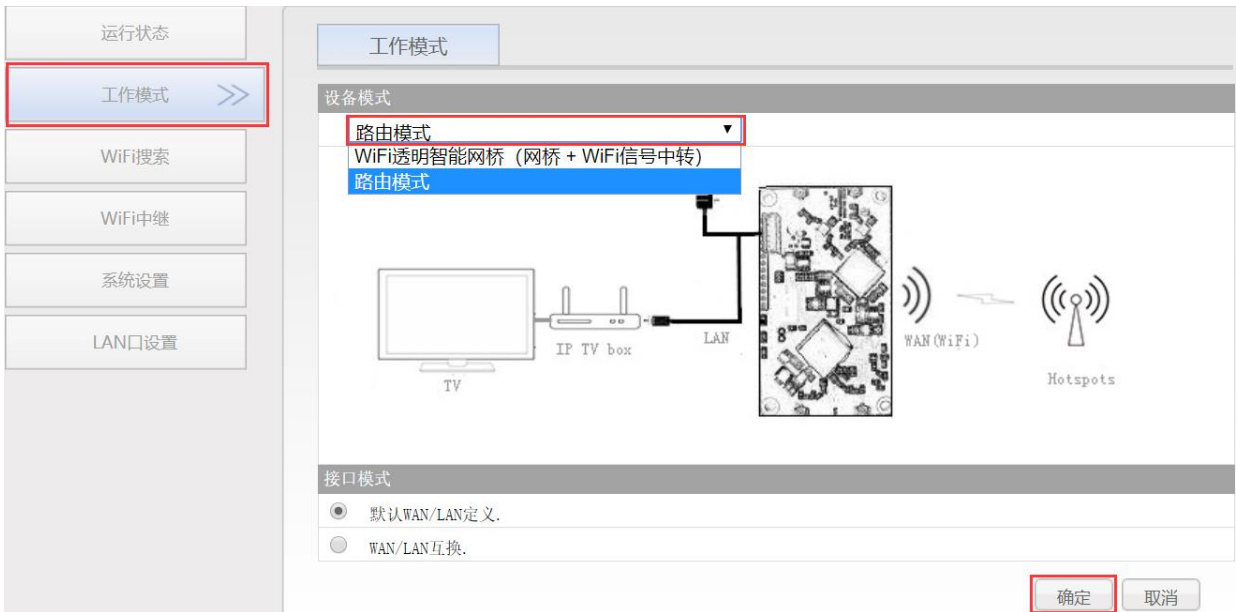 运行状态
工作模式
WiFi搜索
WiFi中继
系统设置
LAN口设置
工作模式
设备模式
路由模式
WiFi透明智能网桥（网桥 + WiFi信号中转）
路由模式
TV
IP TV box
LAN
WAN(WiFi)
Hotspots
接口模式
默认WAN/LAN定义.
WAN/LAN互换.
确定 取消